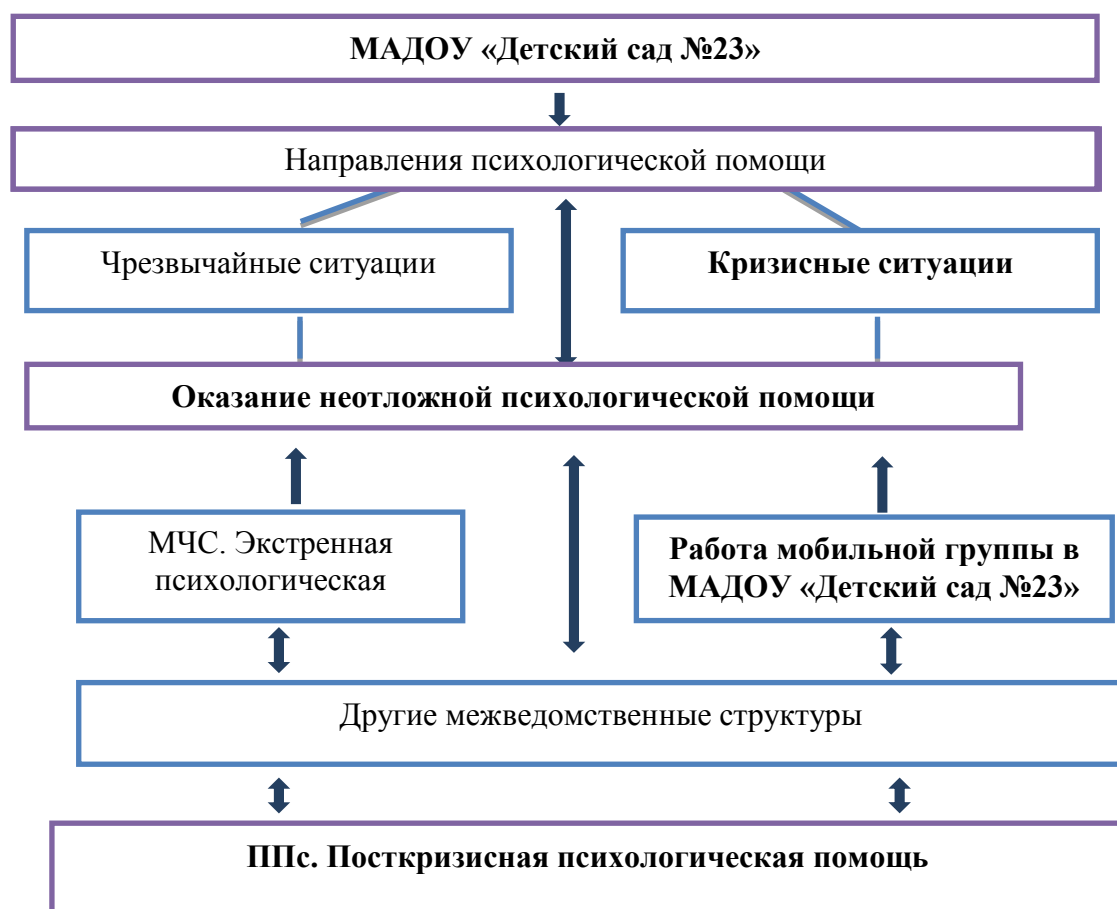 МАДОУ «Детский сад №23»
Направления психологической помощи
Чрезвычайные ситуации
Кризисные ситуации
Оказание неотложной психологической помощи
МЧС. Экстренная
психологическая
Работа мобильной группы в
МАДОУ «Детский сад №23»
Другие межведомственные структуры
ППс. Посткризисная психологическая помощь